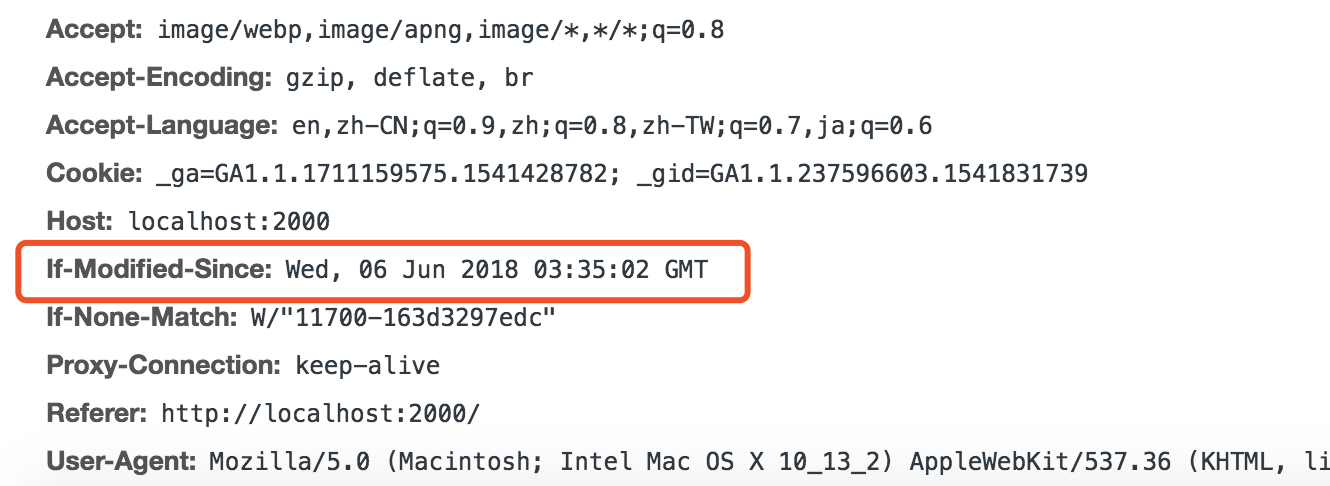 Accept: image/webp,image/apng,image/*,*/*;q=0.8
Accept-Encoding: gzip, deflate, br
Accept-Language: en,zh-CN;q=0.9,zh;q=0.8,zh-TW;q=0.7,ja;q=0.6
Cookie: _ga=GA1.1.1711159575.1541428782; _gid=GA1.1.237596603.1541831739
Host: localhost:2000
If-Modified-Since: Wed, 06 Jun 2018 03:35:02 GMT
If-None-Match: W/"11700-163d3297edc"
Proxy-Connection: keep-alive
Referer: http://localhost:2000/
User-Agent: Mozilla/5.0 (Macintosh; Intel Mac OS X 10_13_2) AppleWebKit/537.36 (KHTML, li